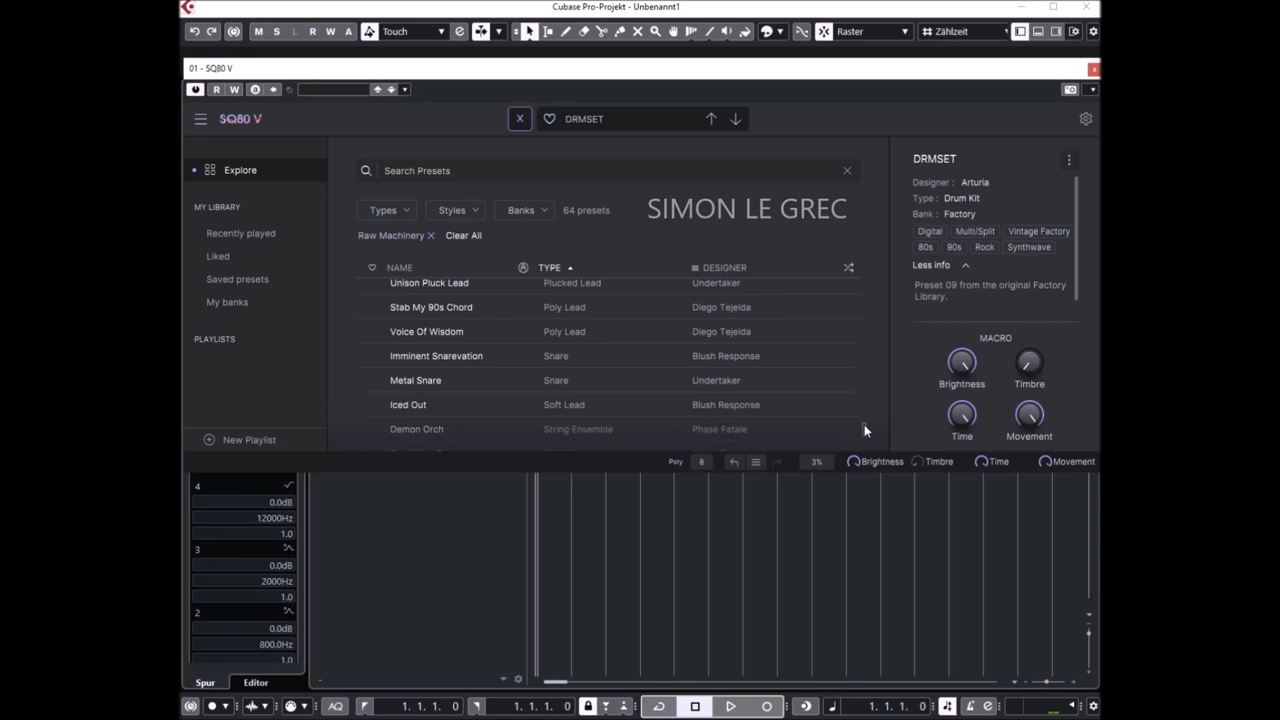 Cubase Pro-Projekt - Unbenannt1
M S L R W A Touch Raster Zählzeit
01 - SQ80 V
R W
SQ80 V
X DRMSET
Explore
MY LIBRARY
Recently played
Liked
Saved presets
My banks
PLAYLISTS
New Playlist
Search Presets
Types Styles Banks 64 presets
SIMON LE GREC
Raw Machinery X Clear All
NAME TYPE DESIGNER
Unison Pluck Lead Plucked Lead Undertaker
Stab My 90s Chord Poly Lead Diego Tejeida
Voice Of Wisdom Poly Lead Diego Tejeida
Imminent Snarevation Snare Blush Response
Metal Snare Snare Undertaker
Iced Out Soft Lead Blush Response
Demon Orch String Ensemble Phase Fatale
DRMSET
Designer : Arturia
Type : Drum Kit
Bank : Factory
Digital Multi/Split Vintage Factory
80s 90s Rock Synthwave
Less info
Preset 09 from the original Factory
Library.
MACRO
Brightness Timbre
Time Movement
Poly 8 3% Brightness Timbre Time Movement
4
0.0dB
12000Hz
1.0
3
0.0dB
2000Hz
1.0
2
0.0dB
800.0Hz
1.0
Spur Editor
AQ 1. 1. 1. 0 1. 1. 1. 0 1. 1. 1. 0